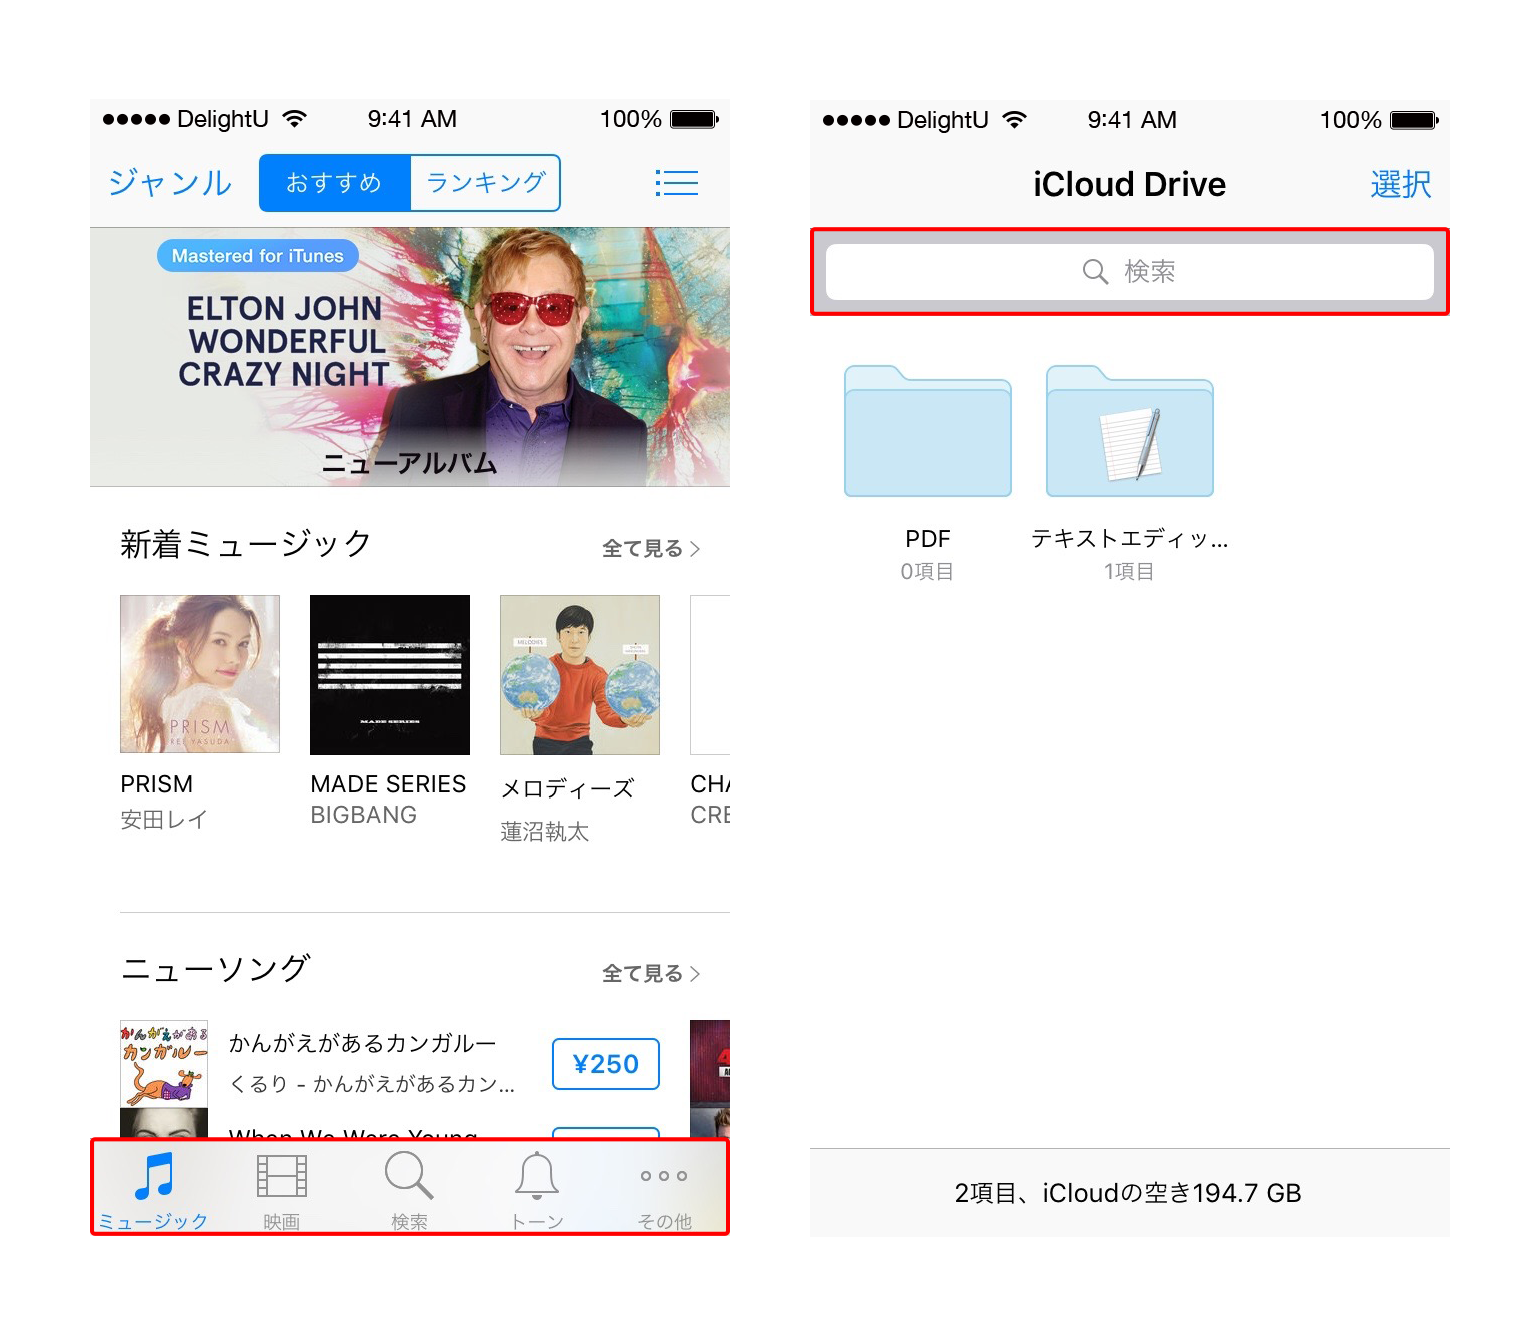 DelightU 9:41 AM 100%
ジャンル おすすめ ランキング
Mastered for iTunes
ELTON JOHN
WONDERFUL
CRAZY NIGHT
ニューアルバム
新着ミュージック 全て見る
PRISM
REE YASUDA
MADE SERIES
MELODIES
PRISM MADE SERIES メロディーズ CHA
安田レイ BIGBANG 蓮沼執太 CRE
ニューソング 全て見る
かんがえがある
カンガルー
かんがえがあるカンガルー ¥250
くるり - かんがえがあるカン...
When We Were Young
ミュージック 映画 検索 トーン その他
DelightU 9:41 AM 100%
iCloud Drive 選択
検索
PDF テキストエディッ...
0項目 1項目
2項目、iCloudの空き194.7 GB